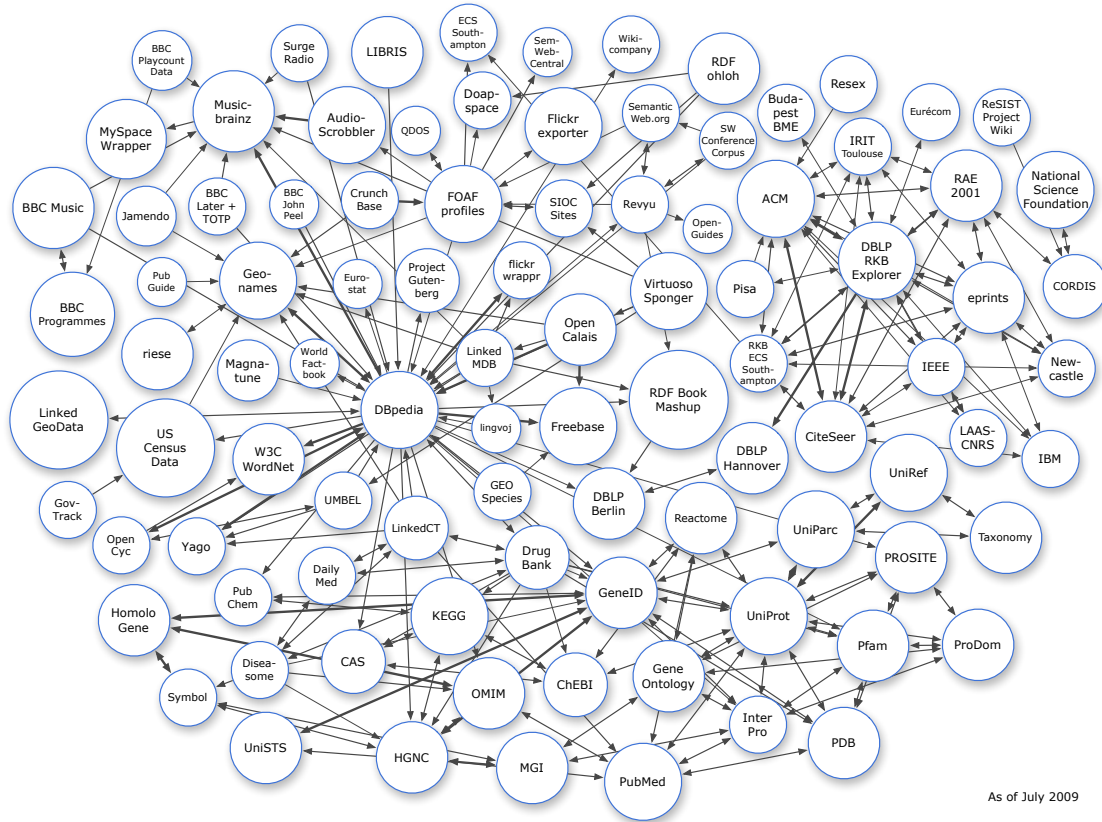 ECS
South-
ampton
BBC
Playcount
Data
Surge
Radio
LIBRIS
Sem-
Web-
Central
Wiki-
company
RDF
ohloh
Doap-
space
Music-
brainz
MySpace
Wrapper
Audio-
Scrobbler
QDOS
Flickr
exporter
Semantic
Web.org
SW
Conference
Corpus
Buda-
pest
BME
Resex
Eurécom
ReSIST
Project
Wiki
IRIT
Toulouse
RAE
2001
National
Science
Foundation
ACM
BBC Music
Jamendo
BBC
Later +
TOTP
BBC
John
Peel
Crunch
Base
FOAF
profiles
SIOC
Sites
Revyu
Open-
Guides
DBLP
RKB
Explorer
Geo-
names
Pub
Guide
Euro-
stat
Project
Guten-
berg
flickr
wrappr
Virtuoso
Sponger
Pisa
eprints
CORDIS
BBC
Programmes
riese
Open
Calais
World
Fact-
book
Linked
MDB
RKB
ECS
South-
ampton
IEEE
New-
castle
Magna-
tune
DBpedia
RDF Book
Mashup
Linked
GeoData
US
Census
Data
W3C
WordNet
lingvoj
Freebase
CiteSeer
LAAS-
CNRS
IBM
DBLP
Hannover
UniRef
Gov-
Track
UMBEL
GEO
Species
DBLP
Berlin
Reactome
UniParc
Taxonomy
Open
Cyc
Yago
LinkedCT
Drug
Bank
PROSITE
Daily
Med
Pub
Chem
Homolo
Gene
KEGG
GeneID
UniProt
Pfam
ProDom
Disea-
some
CAS
ChEBI
Gene
Ontology
Symbol
OMIM
Inter
Pro
UniSTS
HGNC
MGI
PubMed
PDB
As of July 2009